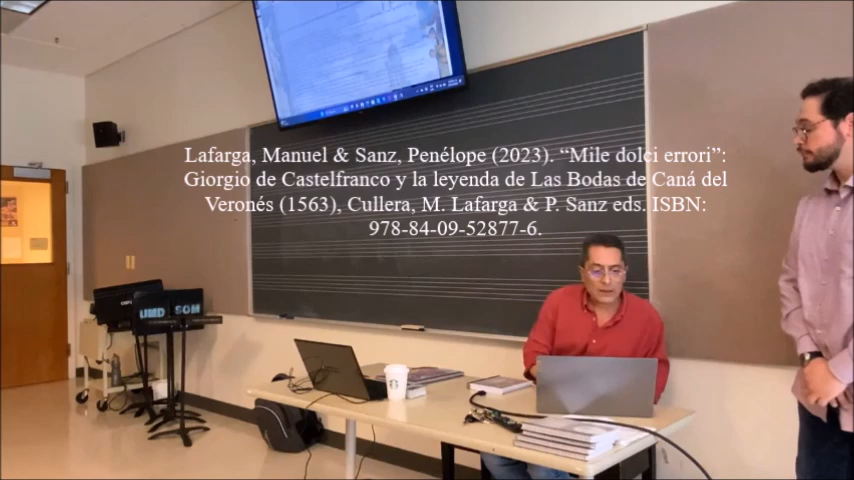 Lafarga, Manuel & Sanz, Penélope (2023). “Mile dolci errori”:
Giorgio de Castelfranco y la leyenda de Las Bodas de Caná del
Veronés (1563), Cullera, M. Lafarga & P. Sanz eds. ISBN:
978-84-09-52877-6.
UMD SOM